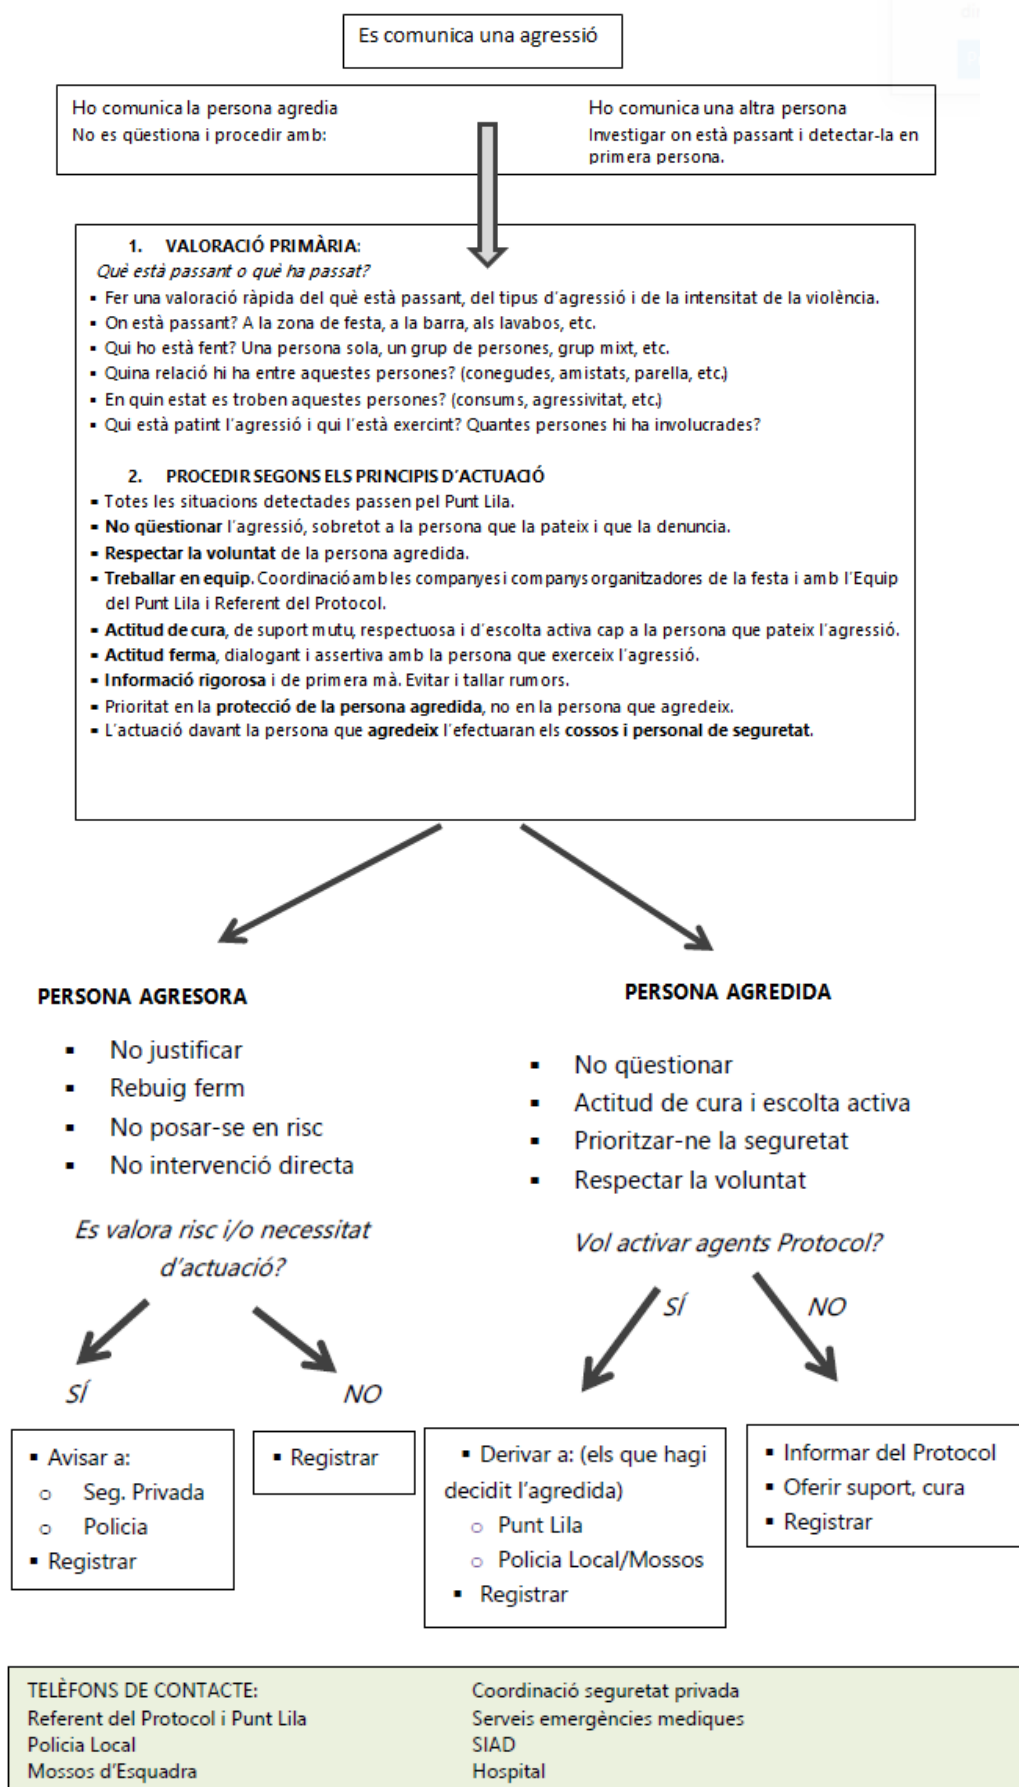 Es comunica una agressió
Ho comunica la persona agredia
No es qüestiona i procedir amb:
Ho comunica una altra persona
Investigar on està passant i detectar-la en
primera persona.
1. VALORACIÓ PRIMÀRIA:
Què està passant o què ha passat?
▪ Fer una valoració ràpida del què està passant, del tipus d'agressió i de la intensitat de la violència.
▪ On està passant? A la zona de festa, a la barra, als lavabos, etc.
▪ Qui ho està fent? Una persona sola, un grup de persones, grup mixt, etc.
▪ Quina relació hi ha entre aquestes persones? (conegudes, amistats, parella, etc.)
▪ En quin estat es troben aquestes persones? (consums, agressivitat, etc.)
▪ Qui està patint l'agressió i qui l'està exercint? Quantes persones hi ha involucrades?
2. PROCEDIR SEGONS ELS PRINCIPIS D'ACTUACIÓ
▪ Totes les situacions detectades passen pel Punt Lila.
▪ No qüestionar l'agressió, sobretot a la persona que la pateix i que la denuncia.
▪ Respectar la voluntat de la persona agredida.
▪ Treballar en equip. Coordinació amb les companyes i companys organitzadores de la festa i amb l'Equip
del Punt Lila i Referent del Protocol.
▪ Actitud de cura, de suport mutu, respectuosa i d'escolta activa cap a la persona que pateix l'agressió.
▪ Actitud ferma, dialogant i assertiva amb la persona que exerceix l'agressió.
▪ Informació rigorosa i de primera mà. Evitar i tallar rumors.
▪ Prioritat en la protecció de la persona agredida, no en la persona que agredeix.
▪ L'actuació davant la persona que agredeix l'efectuaran els cossos i personal de seguretat.
PERSONA AGRESORA
▪ No justificar
▪ Rebuig ferm
▪ No posar-se en risc
▪ No intervenció directa
Es valora risc i/o necessitat
d'actuació?
SÍ
NO
▪ Avisar a:
o Seg. Privada
o Policia
▪ Registrar
▪ Registrar
PERSONA AGREDIDA
▪ No qüestionar
▪ Actitud de cura i escolta activa
▪ Prioritzar-ne la seguretat
▪ Respectar la voluntat
Vol activar agents Protocol?
SÍ
NO
▪ Derivar a: (els que hagi
decidit l'agredida)
o Punt Lila
o Policia Local/Mossos
▪ Registrar
▪ Informar del Protocol
▪ Oferir suport, cura
▪ Registrar
TELÈFONS DE CONTACTE:
Referent del Protocol i Punt Lila
Policia Local
Mossos d'Esquadra
Coordinació seguretat privada
Serveis emergències mediques
SIAD
Hospital